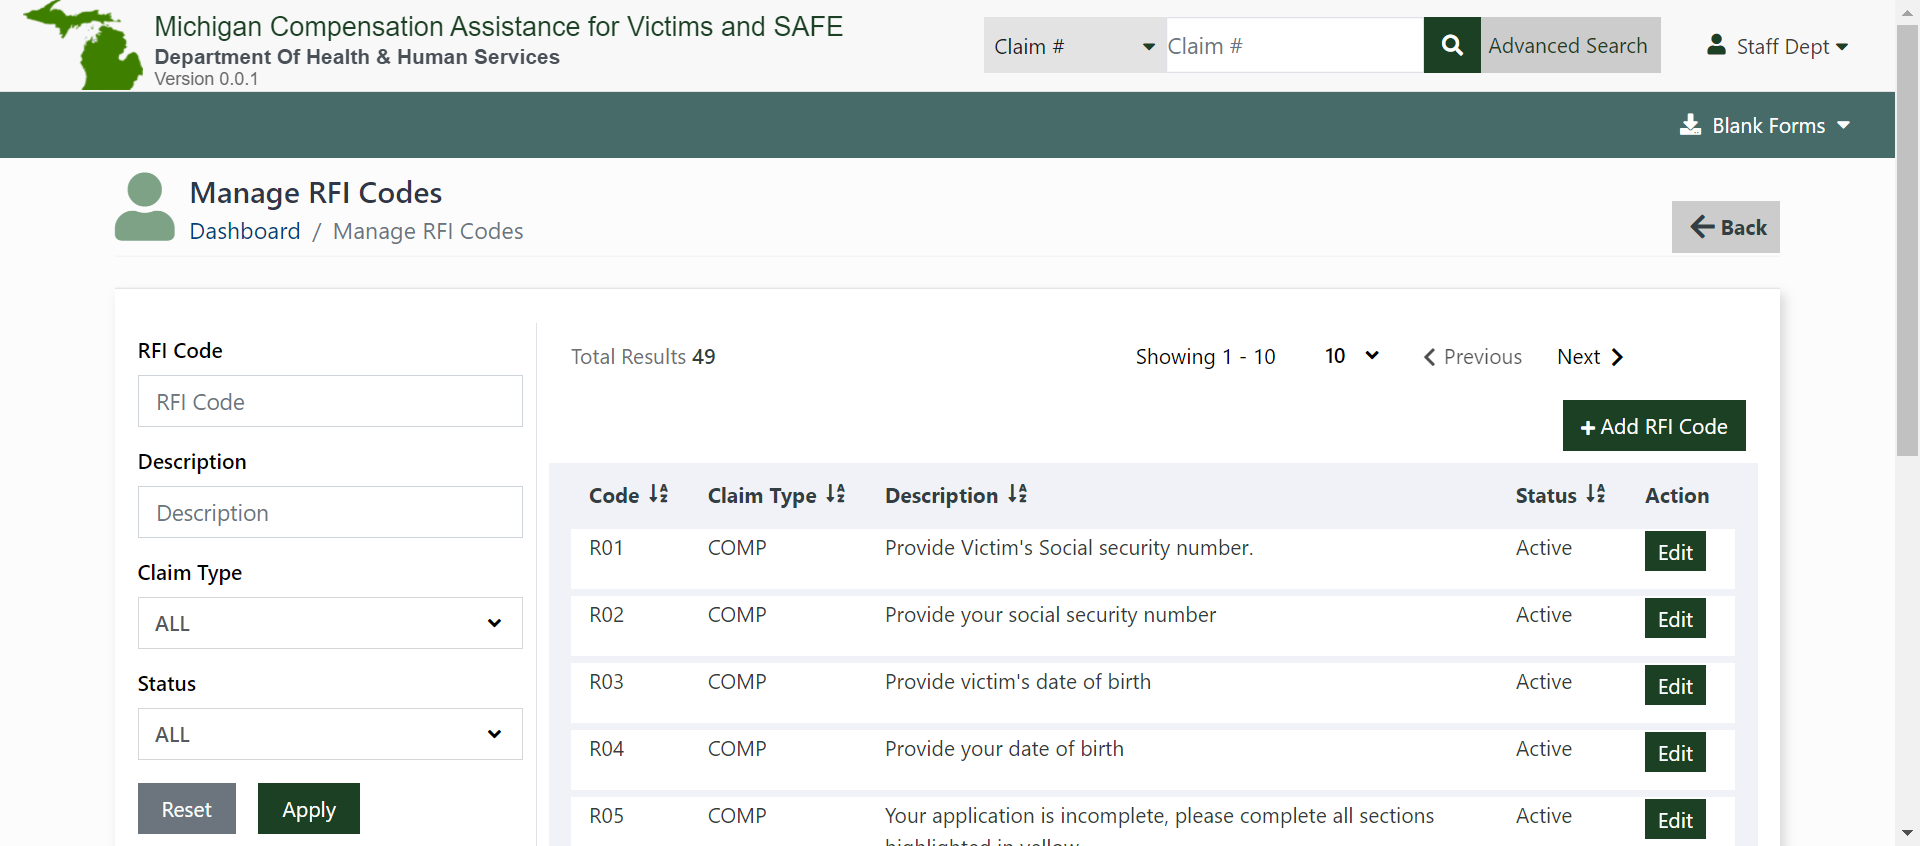 Michigan Compensation Assistance for Victims and SAFE
Department Of Health & Human Services
Version 0.0.1
Claim #
Claim #
Advanced Search
Staff Dept
Blank Forms
Manage RFI Codes
Dashboard / Manage RFI Codes
Back
RFI Code
RFI Code
Description
Description
Claim Type
ALL
Status
ALL
Reset Apply
Total Results 49
Showing 1 - 10
10
Previous
Next
+ Add RFI Code
Code Claim Type Description Status Action
R01 COMP Provide Victim's Social security number. Active Edit
R02 COMP Provide your social security number Active Edit
R03 COMP Provide victim's date of birth Active Edit
R04 COMP Provide your date of birth Active Edit
R05 COMP Your application is incomplete, please complete all sections Active Edit
highlighted in yellow